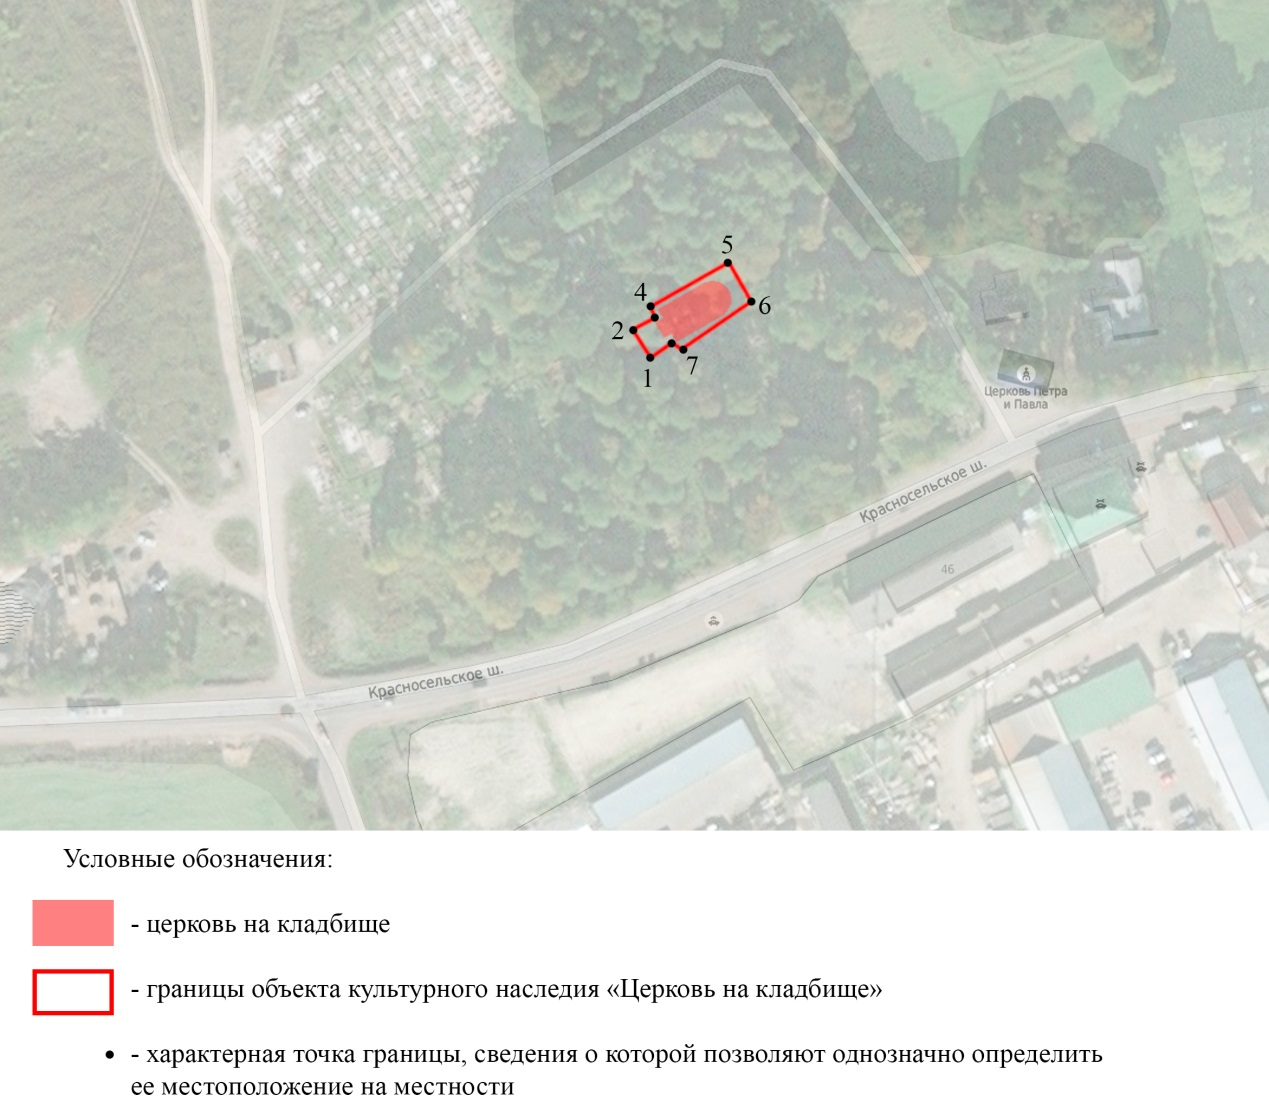 5
4
6
2
7
1
Церковь Петра
и Павла
Красносельское ш.
46
Красносельское ш.
Условные обозначения:
- церковь на кладбище
- границы объекта культурного наследия «Церковь на кладбище»
- характерная точка границы, сведения о которой позволяют однозначно определить
ее местоположение на местности